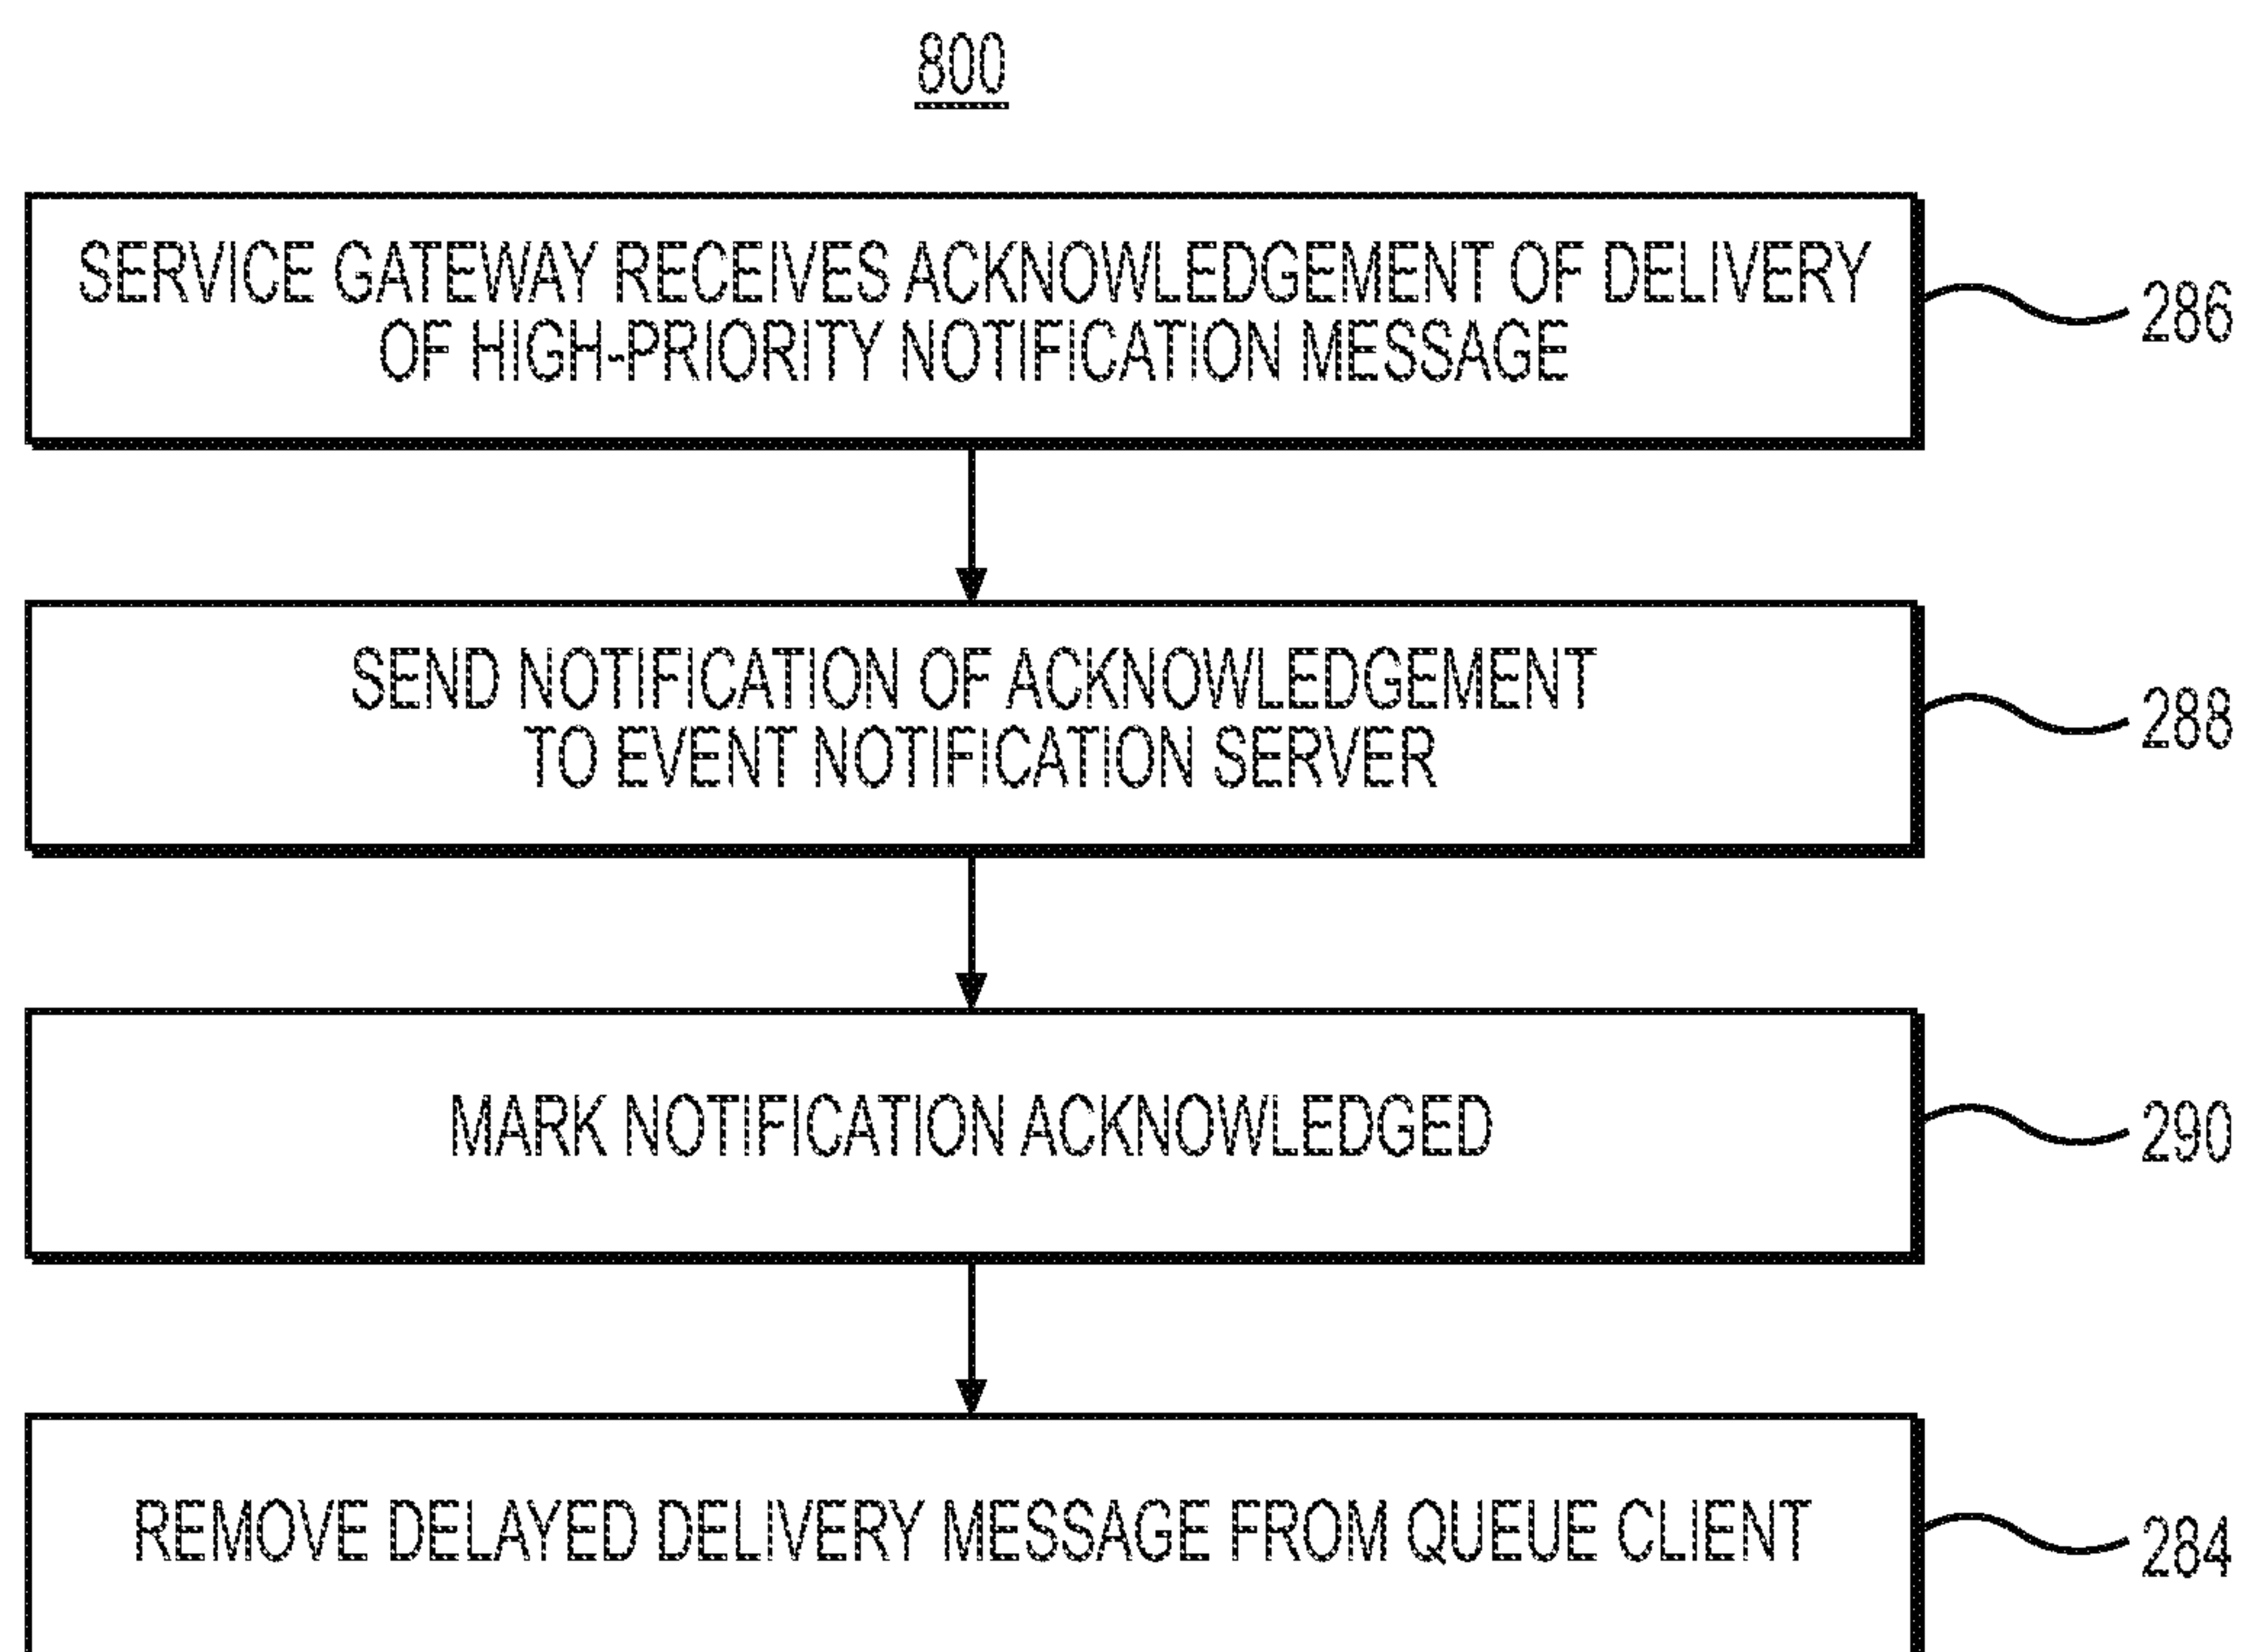 800
SERVICE GATEWAY RECEIVES ACKNOWLEDGEMENT OF DELIVERY
OF HIGH-PRIORITY NOTIFICATION MESSAGE
286
SEND NOTIFICATION OF ACKNOWLEDGEMENT
TO EVENT NOTIFICATION SERVER
288
MARK NOTIFICATION ACKNOWLEDGED
290
REMOVE DELAYED DELIVERY MESSAGE FROM QUEUE CLIENT
284